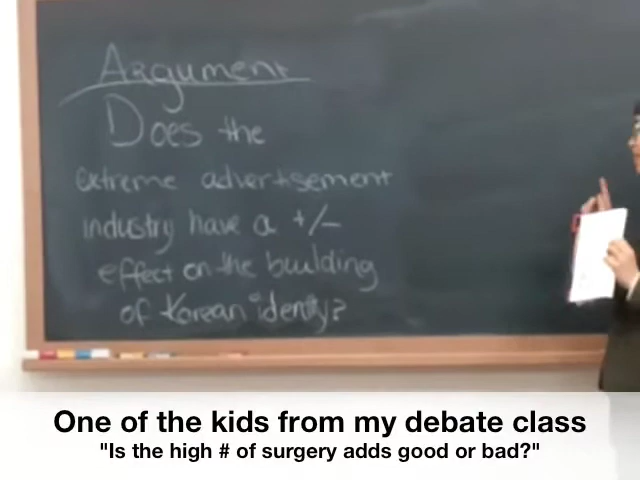 Argument
Does the
extreme advertisement
industry have a +/-
effect on the building
of Korean identity?
One of the kids from my debate class
"Is the high # of surgery adds good or bad?"